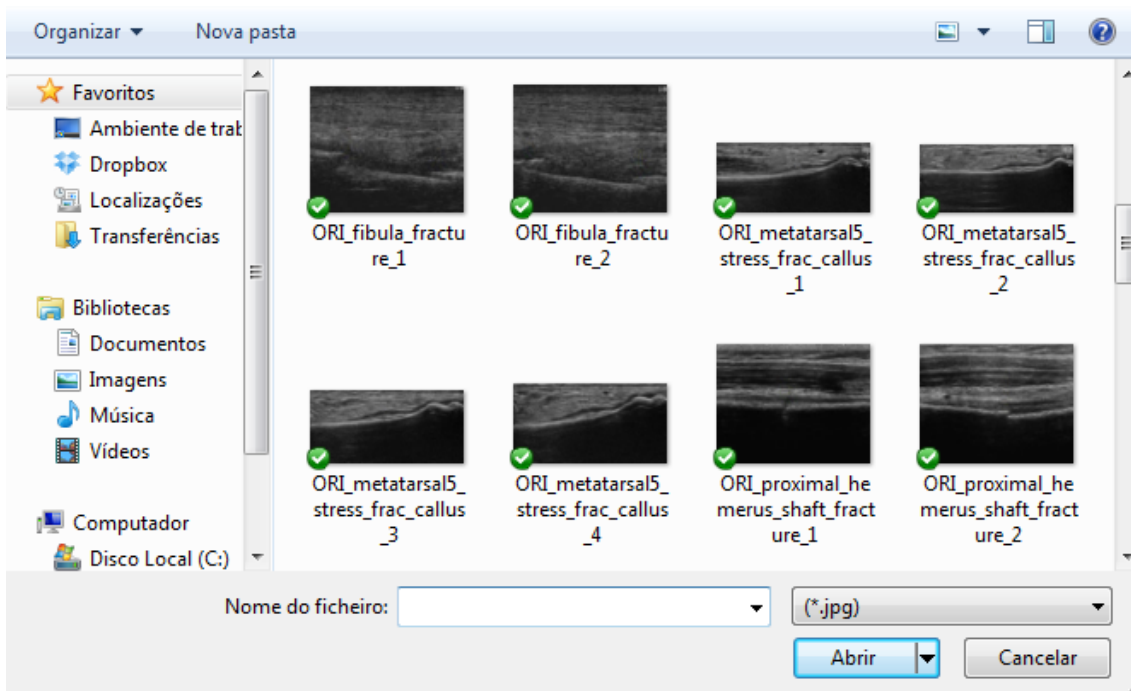 Organizar Nova pasta
Favoritos
Ambiente de trab
Dropbox
Localizações
Transferências
Bibliotecas
Documentos
Imagens
Música
Vídeos
Computador
Disco Local (C:)
ORI_fibula_fractu
re_1
ORI_fibula_fractu
re_2
ORI_metatarsal5_
stress_frac_callus
_1
ORI_metatarsal5_
stress_frac_callus
_2
ORI_metatarsal5_
stress_frac_callus
_3
ORI_metatarsal5_
stress_frac_callus
_4
ORI_proximal_he
merus_shaft_fract
ure_1
ORI_proximal_he
merus_shaft_fract
ure_2
Nome do ficheiro: (*.jpg)
Abrir Cancelar